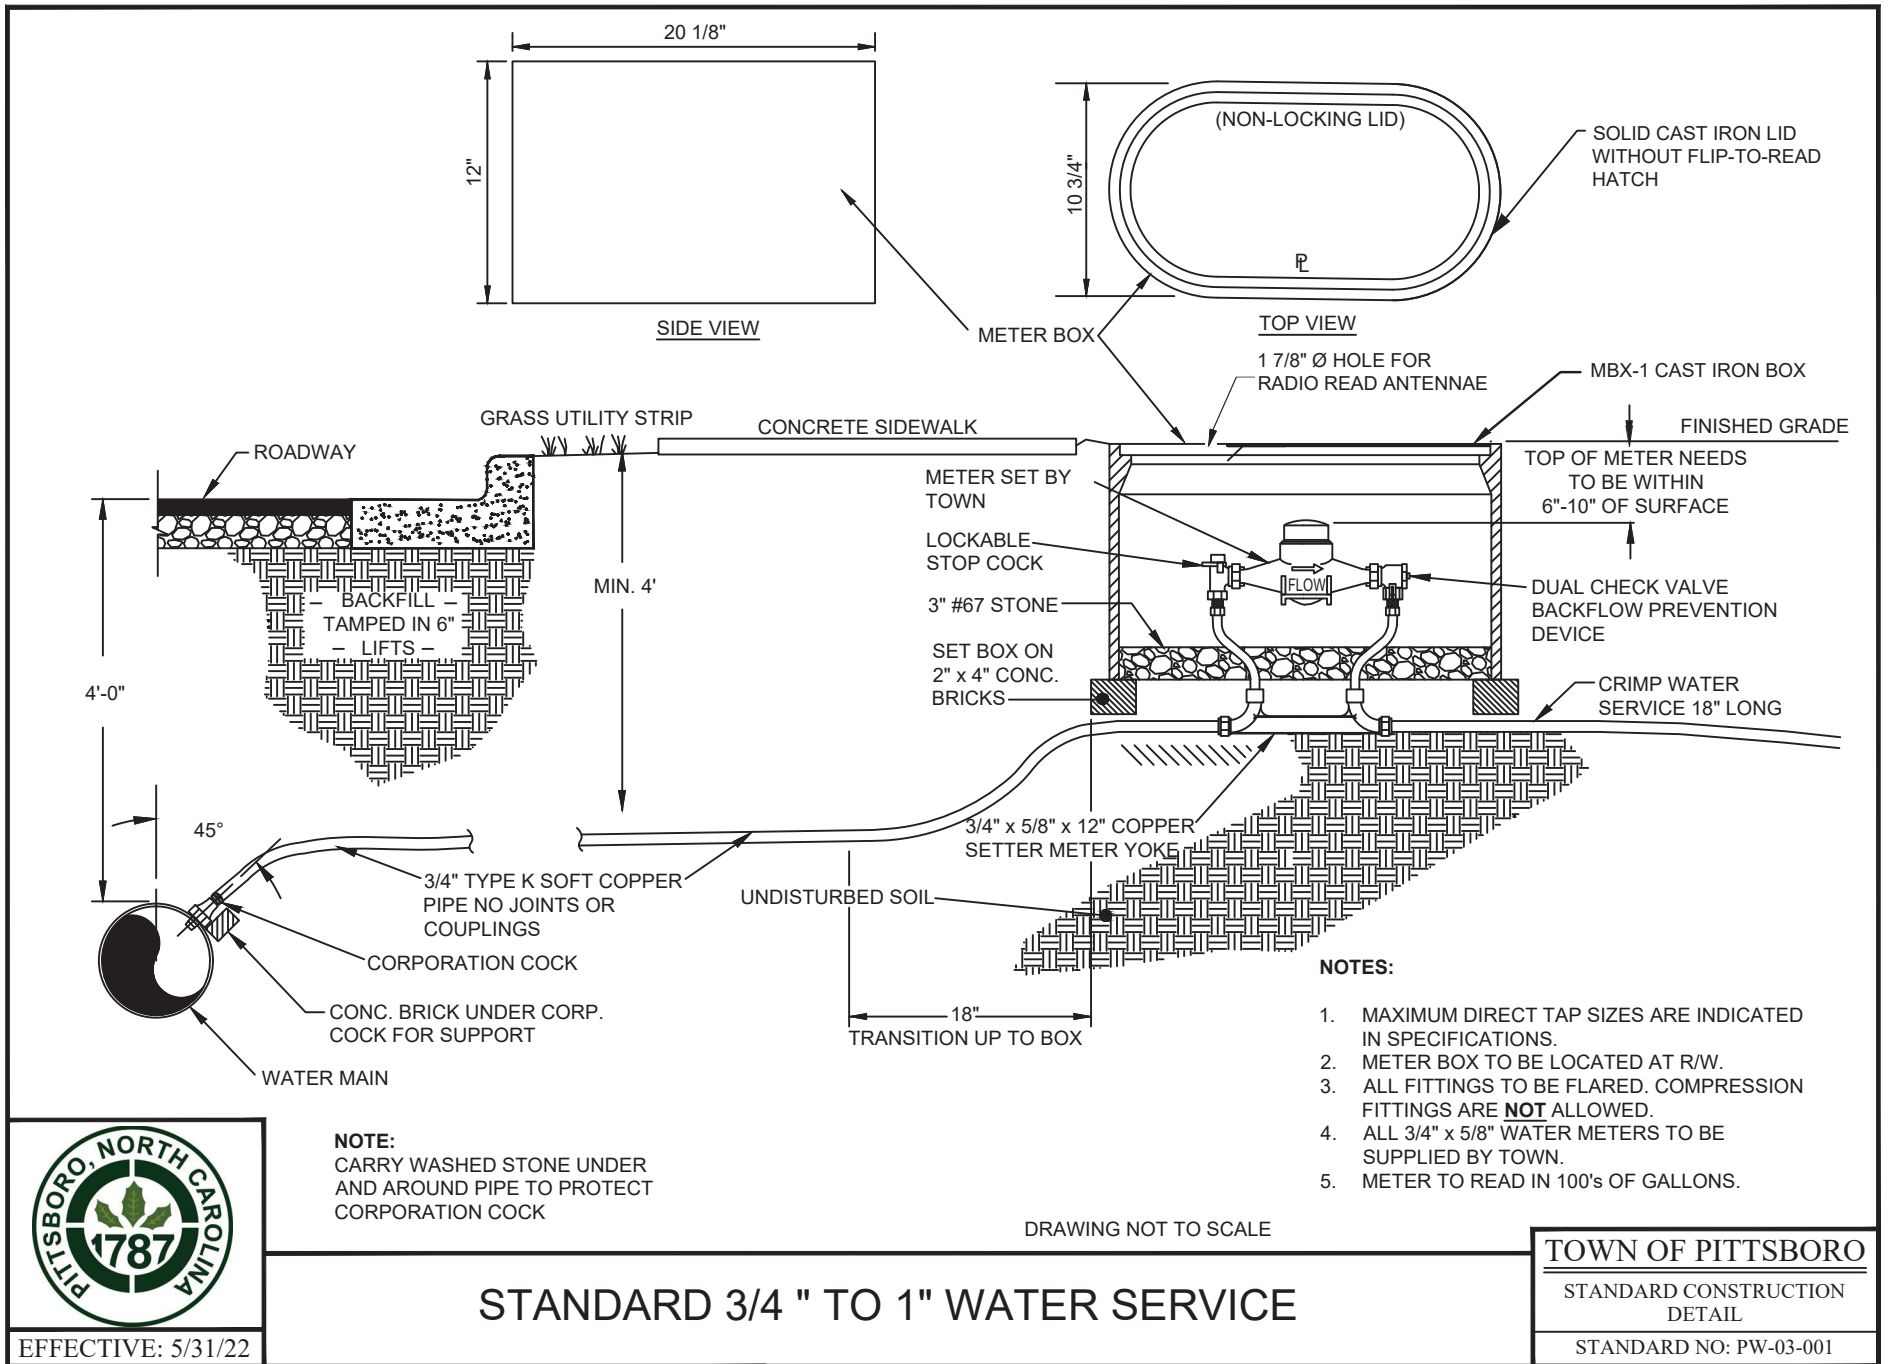 20 1/8"
12"
SIDE VIEW
10 3/4"
(NON-LOCKING LID)
PL
TOP VIEW
SOLID CAST IRON LID
WITHOUT FLIP-TO-READ
HATCH
METER BOX
1 7/8" Ø HOLE FOR
RADIO READ ANTENNAE
MBX-1 CAST IRON BOX
GRASS UTILITY STRIP
CONCRETE SIDEWALK
FINISHED GRADE
ROADWAY
METER SET BY
TOWN
TOP OF METER NEEDS
TO BE WITHIN
6"-10" OF SURFACE
LOCKABLE
STOP COCK
FLOW
MIN. 4'
3" #67 STONE
DUAL CHECK VALVE
BACKFLOW PREVENTION
DEVICE
– BACKFILL –
TAMPED IN 6"
– LIFTS –
SET BOX ON
2" x 4" CONC.
BRICKS
4'-0"
CRIMP WATER
SERVICE 18" LONG
45°
3/4" x 5/8" x 12" COPPER
SETTER METER YOKE
3/4" TYPE K SOFT COPPER
PIPE NO JOINTS OR
COUPLINGS
UNDISTURBED SOIL
CORPORATION COCK
CONC. BRICK UNDER CORP.
COCK FOR SUPPORT
18"
TRANSITION UP TO BOX
WATER MAIN
NOTES:
1. MAXIMUM DIRECT TAP SIZES ARE INDICATED
IN SPECIFICATIONS.
2. METER BOX TO BE LOCATED AT R/W.
3. ALL FITTINGS TO BE FLARED. COMPRESSION
FITTINGS ARE NOT ALLOWED.
4. ALL 3/4" x 5/8" WATER METERS TO BE
SUPPLIED BY TOWN.
5. METER TO READ IN 100's OF GALLONS.
NOTE:
CARRY WASHED STONE UNDER
AND AROUND PIPE TO PROTECT
CORPORATION COCK
DRAWING NOT TO SCALE
PITTSBORO, NORTH CAROLINA
1787
EFFECTIVE: 5/31/22
STANDARD 3/4 " TO 1" WATER SERVICE
TOWN OF PITTSBORO
STANDARD CONSTRUCTION
DETAIL
STANDARD NO: PW-03-001